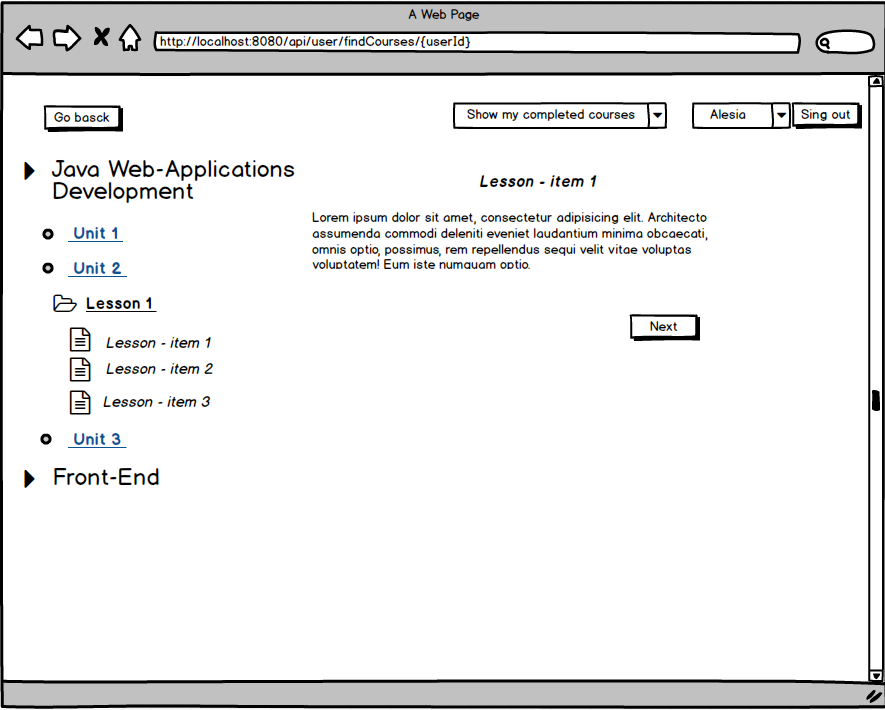 A Web Page
http://localhost:8080/api/user/findCourses/{userId}
Go basck
Show my completed courses
Alesia
Sing out
Java Web-Applications
Development
Unit 1
Unit 2
Lesson 1
Lesson - item 1
Lesson - item 2
Lesson - item 3
Unit 3
Front-End
Lesson - item 1
Lorem ipsum dolor sit amet, consectetur adipisicing elit. Architecto
assumenda commodi deleniti eveniet laudantium minima obcaecati,
omnis optio, possimus, rem repellendus sequi velit vitae voluptas
voluptatem! Eum iste numquam optio.
Next